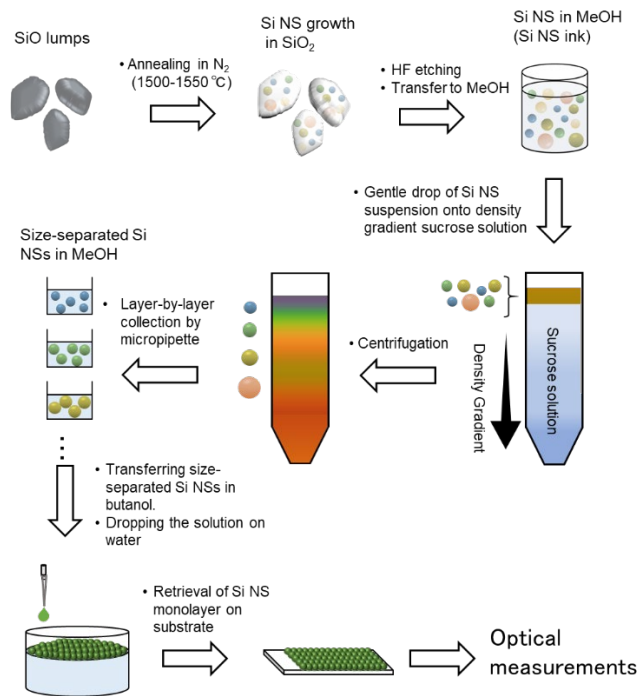 SiO lumps
• Annealing in N₂
(1500-1550 ℃)
Si NS growth
in SiO₂
• HF etching
• Transfer to MeOH
Si NS in MeOH
(Si NS ink)
• Gentle drop of Si NS
suspension onto density
gradient sucrose solution
Size-separated Si
NSs in MeOH
• Layer-by-layer
collection by
micropipette
• Centrifugation
Density Gradient
Sucrose solution
• Transferring size-
separated Si NSs in
butanol.
• Dropping the solution on
water
• Retrieval of Si NS
monolayer on
substrate
Optical
measurements